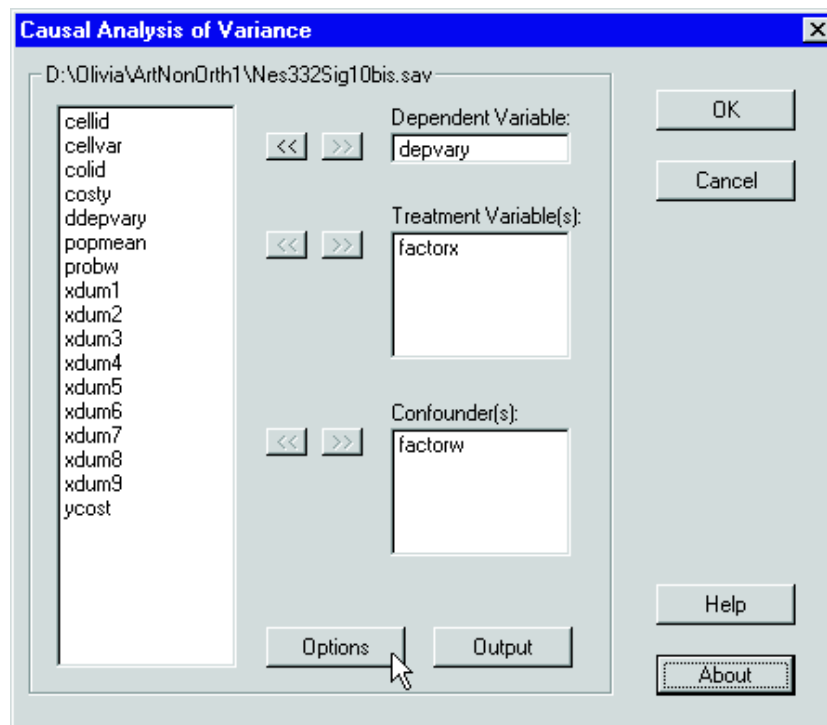 Causal Analysis of Variance
D:\Olivia\ArtNonOrth1\Nes332Sig10bis.sav
cellid
cellvar
colid
costy
ddepvary
popmean
probw
xdum1
xdum2
xdum3
xdum4
xdum5
xdum6
xdum7
xdum8
xdum9
ycost
<< >>
Dependent Variable:
depvary
<< >>
Treatment Variable(s):
factorx
<< >>
Confounder(s):
factorw
Options
Output
OK
Cancel
Help
About